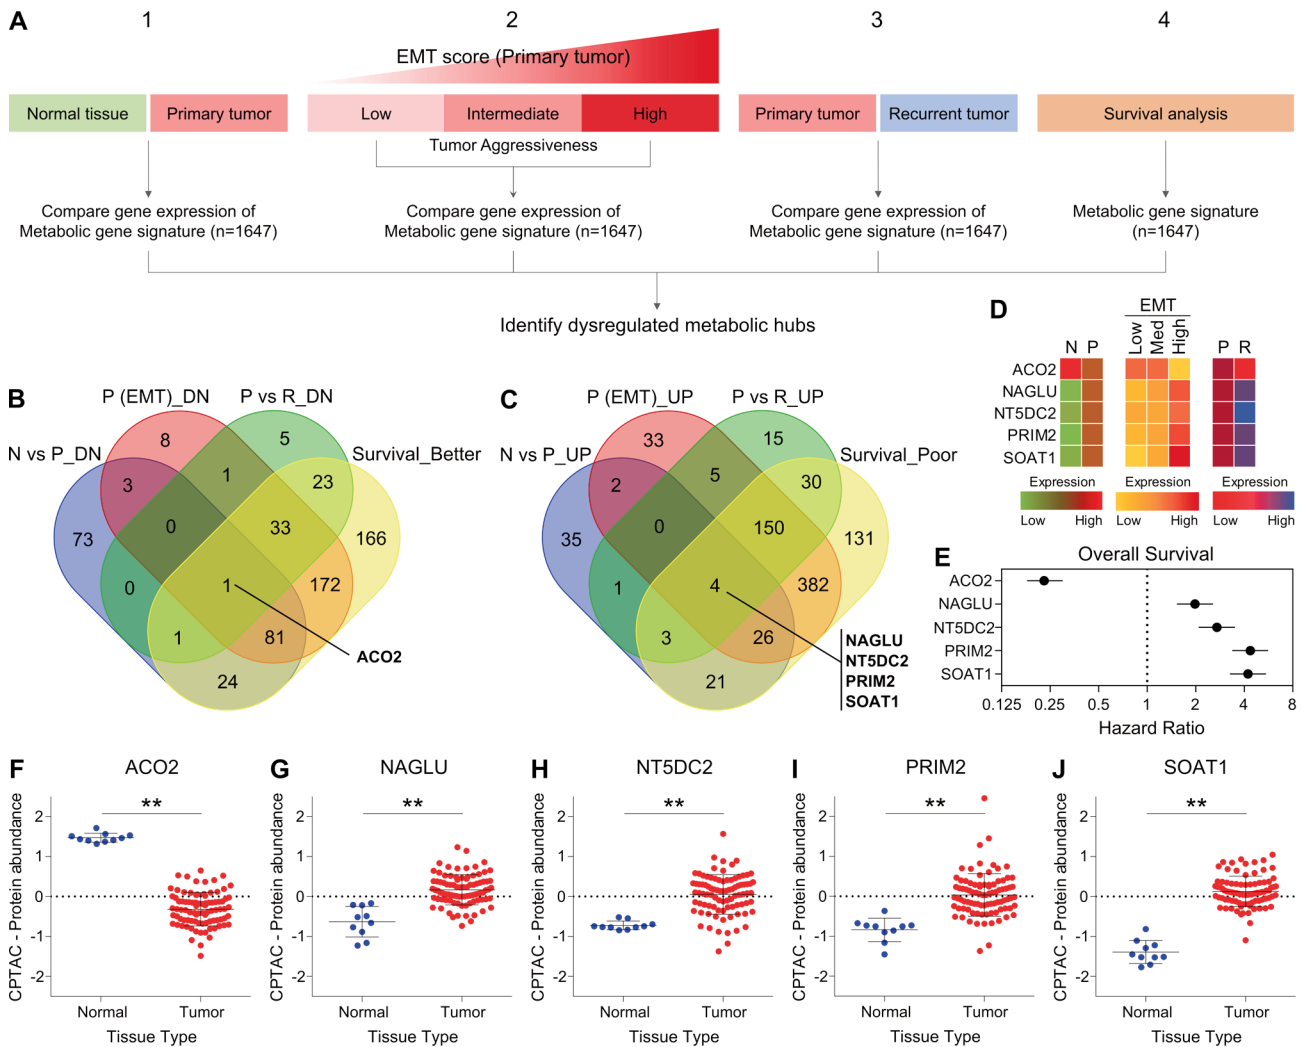 A
1
2
3
4
EMT score (Primary tumor)
Normal tissue
Primary tumor
Low
Intermediate
High
Primary tumor
Recurrent tumor
Survival analysis
Tumor Aggressiveness
Compare gene expression of
Metabolic gene signature (n=1647)
Compare gene expression of
Metabolic gene signature (n=1647)
Compare gene expression of
Metabolic gene signature (n=1647)
Metabolic gene signature
(n=1647)
Identify dysregulated metabolic hubs
B
P (EMT)_DN
P vs R_DN
N vs P_DN
Survival_Better
8
5
3
1
23
73
0
33
166
0
1
172
1
81
24
ACO2
C
P (EMT)_UP
P vs R_UP
N vs P_UP
Survival_Poor
33
15
2
5
30
35
0
150
131
1
4
382
3
26
21
NAGLU
NT5DC2
PRIM2
SOAT1
D
EMT
N P
Low
Med
High
P R
ACO2
NAGLU
NT5DC2
PRIM2
SOAT1
Expression
Low High
Expression
Low High
Expression
Low High
E
Overall Survival
ACO2
NAGLU
NT5DC2
PRIM2
SOAT1
0.125 0.25 0.5 1 2 4 8
Hazard Ratio
F
ACO2
**
CPTAC - Protein abundance
2
1
0
-1
-2
Normal Tumor
Tissue Type
G
NAGLU
**
CPTAC - Protein abundance
2
1
0
-1
-2
Normal Tumor
Tissue Type
H
NT5DC2
**
CPTAC - Protein abundance
2
1
0
-1
-2
Normal Tumor
Tissue Type
I
PRIM2
**
CPTAC - Protein abundance
2
1
0
-1
-2
Normal Tumor
Tissue Type
J
SOAT1
**
CPTAC - Protein abundance
2
1
0
-1
-2
Normal Tumor
Tissue Type